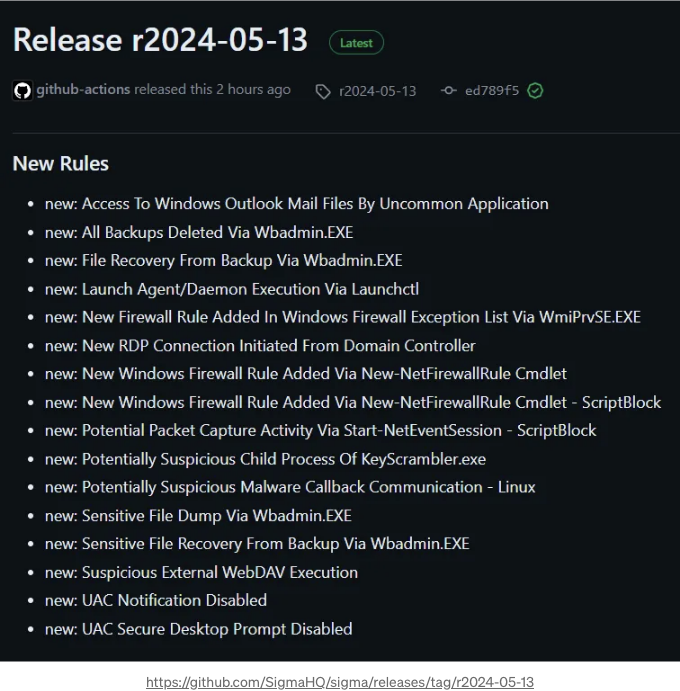 Release r2024-05-13 Latest
github-actions released this 2 hours ago r2024-05-13 ed789f5
New Rules
• new: Access To Windows Outlook Mail Files By Uncommon Application
• new: All Backups Deleted Via Wbadmin.EXE
• new: File Recovery From Backup Via Wbadmin.EXE
• new: Launch Agent/Daemon Execution Via Launchctl
• new: New Firewall Rule Added In Windows Firewall Exception List Via WmiPrvSE.EXE
• new: New RDP Connection Initiated From Domain Controller
• new: New Windows Firewall Rule Added Via New-NetFirewallRule Cmdlet
• new: New Windows Firewall Rule Added Via New-NetFirewallRule Cmdlet - ScriptBlock
• new: Potential Packet Capture Activity Via Start-NetEventSession - ScriptBlock
• new: Potentially Suspicious Child Process Of KeyScrambler.exe
• new: Potentially Suspicious Malware Callback Communication - Linux
• new: Sensitive File Dump Via Wbadmin.EXE
• new: Sensitive File Recovery From Backup Via Wbadmin.EXE
• new: Suspicious External WebDAV Execution
• new: UAC Notification Disabled
• new: UAC Secure Desktop Prompt Disabled
https://github.com/SigmaHQ/sigma/releases/tag/r2024-05-13